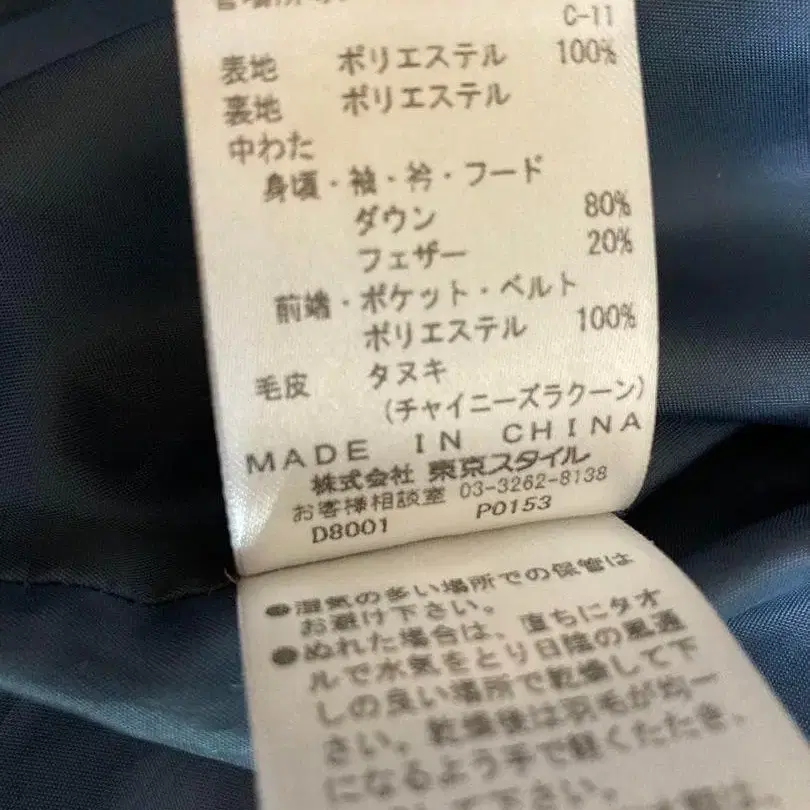 C-11
表地 ポリエステル 100%
裏地 ポリエステル
中わた
身頃・袖・衿・フード
ダウン 80%
フェザー 20%
前端・ポケット・ベルト
ポリエステル 100%
毛皮 タヌキ
(チャイニーズラクーン)
MADE IN CHINA
株式会社 東京スタイル
お客様相談室 03-3262-8138
D8001 P0153
●湿気の多い場所での保管は
お避け下さい。
●ぬれた場合は、直ちにタオ
ルで水気をとり日陰の風通
しの良い場所で乾燥して下
さい。乾燥後は羽毛が均一
になるよう手で軽くたたき、
して下さい。